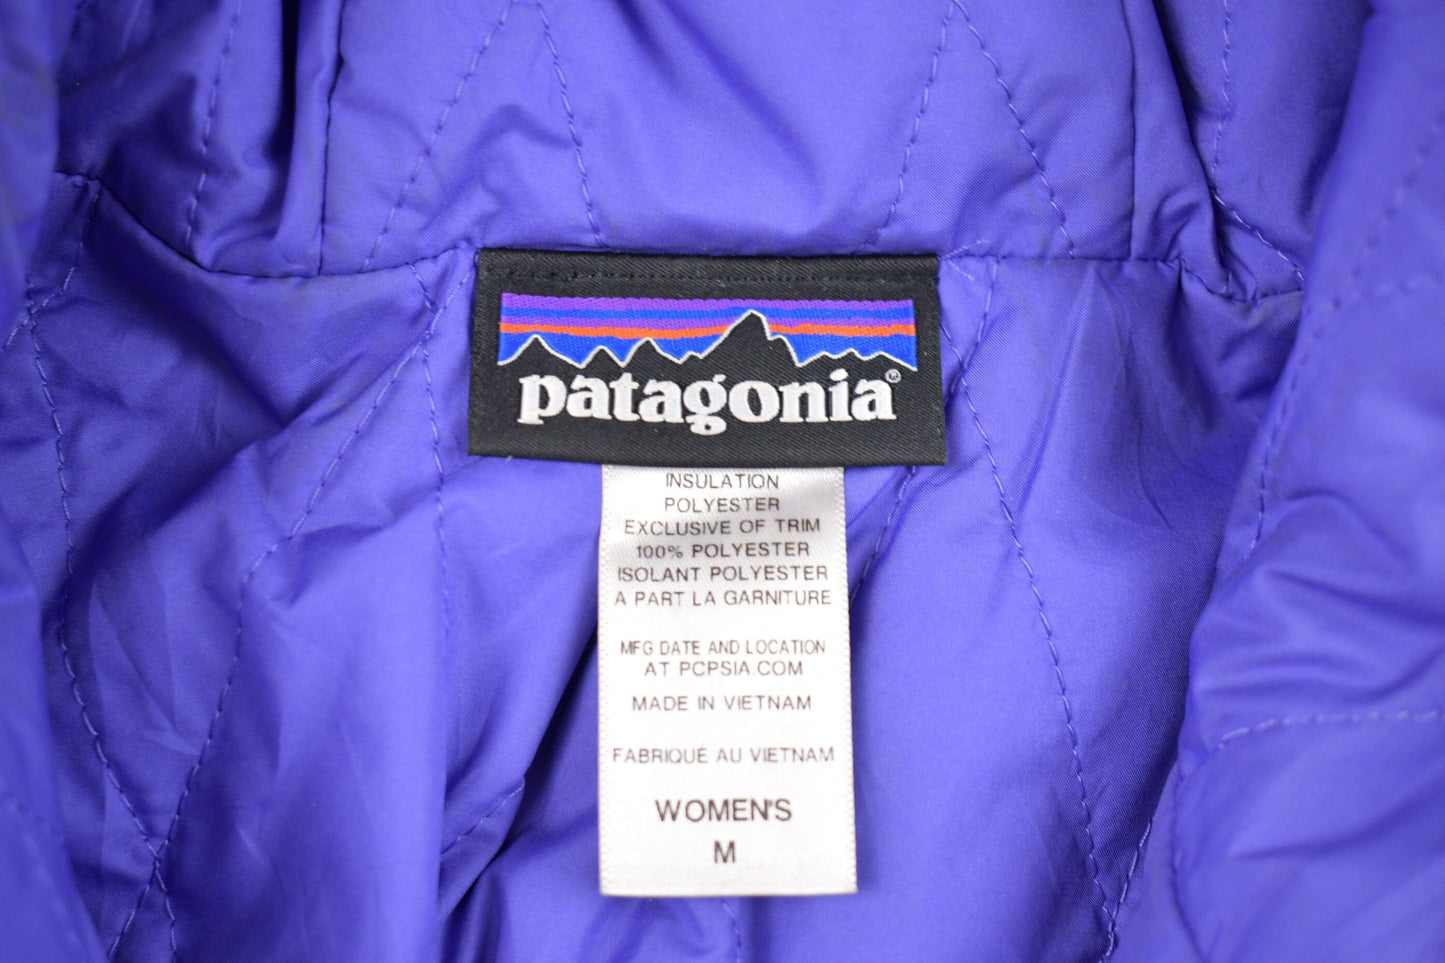 patagonia®
INSULATION
POLYESTER
EXCLUSIVE OF TRIM
100% POLYESTER
ISOLANT POLYESTER
A PART LA GARNITURE
MFG DATE AND LOCATION
AT PCPSIA.COM
MADE IN VIETNAM
FABRIQUÉ AU VIETNAM
WOMEN'S
M